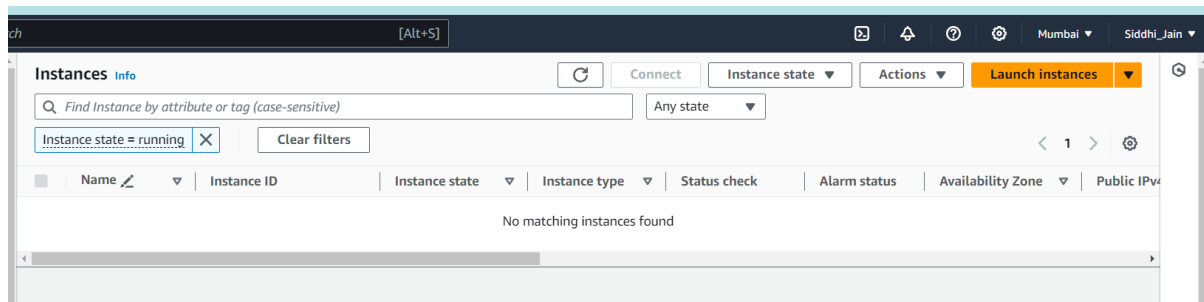 ch [Alt+S] Mumbai Siddhi_Jain
Instances Info Connect Instance state Actions Launch instances
Find Instance by attribute or tag (case-sensitive) Any state
Instance state = running Clear filters 1
Name Instance ID Instance state Instance type Status check Alarm status Availability Zone Public IPv4
No matching instances found